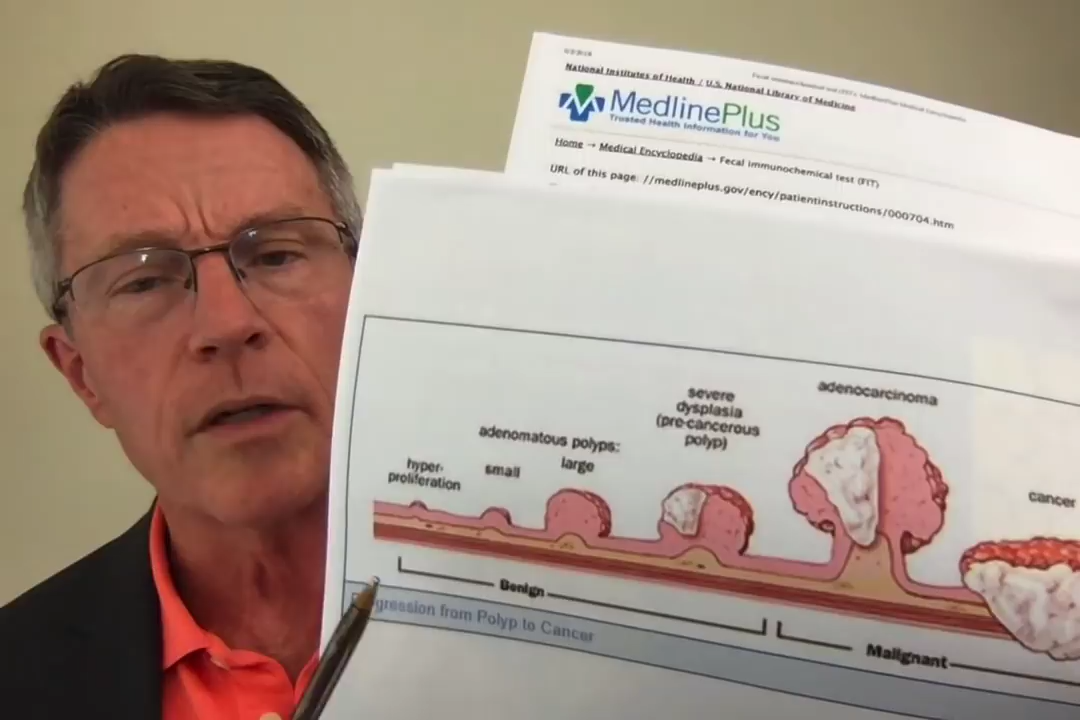 National Institutes of Health / U.S. National Library of Medicine
MedlinePlus
Trusted Health Information for You
Home → Medical Encyclopedia → Fecal immunochemical test (FIT)
URL of this page: //medlineplus.gov/ency/patientinstructions/000704.htm
adenocarcinoma
severe
dysplasia
(pre-cancerous
polyp)
adenomatous polyps:
small
large
hyper-
proliferation
cancer
Benign
Malignant
gression from Polyp to Cancer